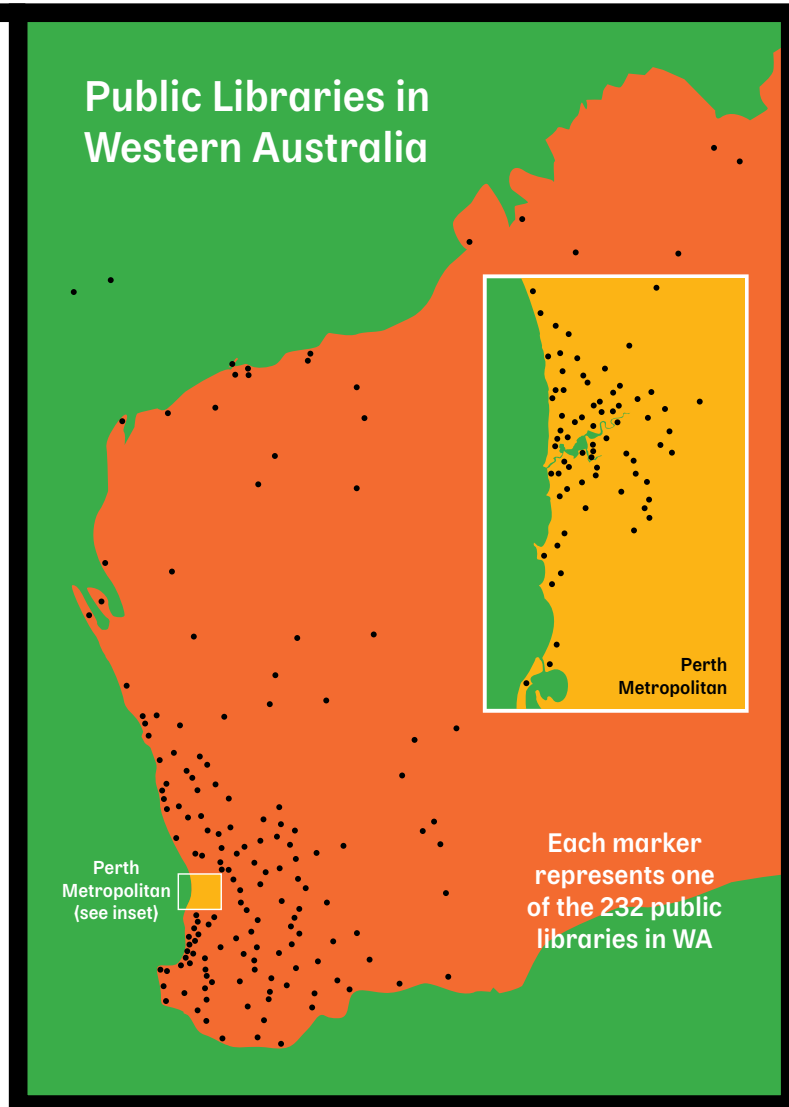 Public Libraries in
Western Australia
Perth
Metropolitan
Each marker
represents one
of the 232 public
libraries in WA
Perth
Metropolitan
(see inset)